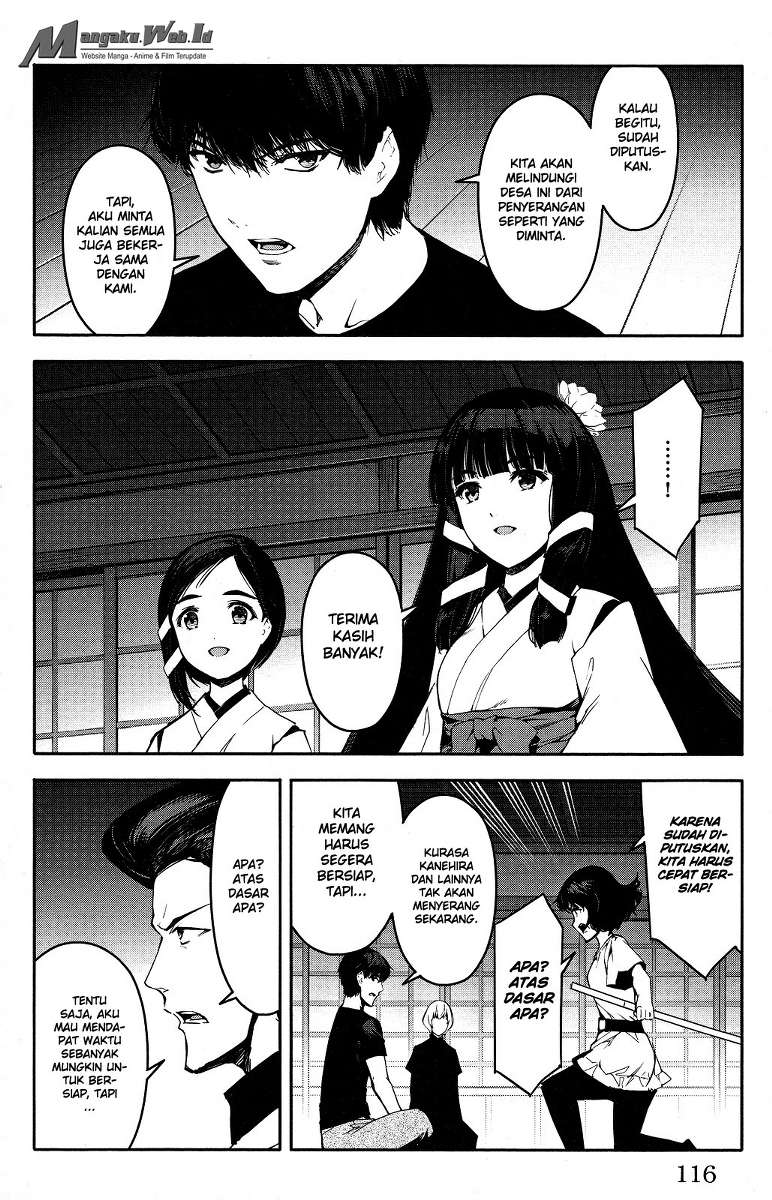 Mangaku.Web.Id
Website Manga - Anime & Film Terupdate
KALAU
BEGITU,
SUDAH
DIPUTUS-
KAN.
KITA AKAN
MELINDUNGI
DESA INI DARI
PENYERANGAN
SEPERTI YANG
DIMINTA.
TAPI,
AKU MINTA
KALIAN SEMUA
JUGA BEKER-
JA SAMA
DENGAN
KAMI.
......!
TERIMA
KASIH
BANYAK!
KARENA
SUDAH DI-
PUTUSKAN,
KITA HARUS
CEPAT BER-
SIAP!
KURASA
KANEHIRA
DAN LAINNYA
TAK AKAN
MENYERANG
SEKARANG.
KITA
MEMANG
HARUS
SEGERA
BERSIAP,
TAPI...
APA?
ATAS
DASAR
APA?
APA?
ATAS
DASAR
APA?
TENTU
SAJA, AKU
MAU MENDA-
PAT WAKTU
SEBANYAK
MUNGKIN UN-
TUK BER-
SIAP, TAPI
...
116